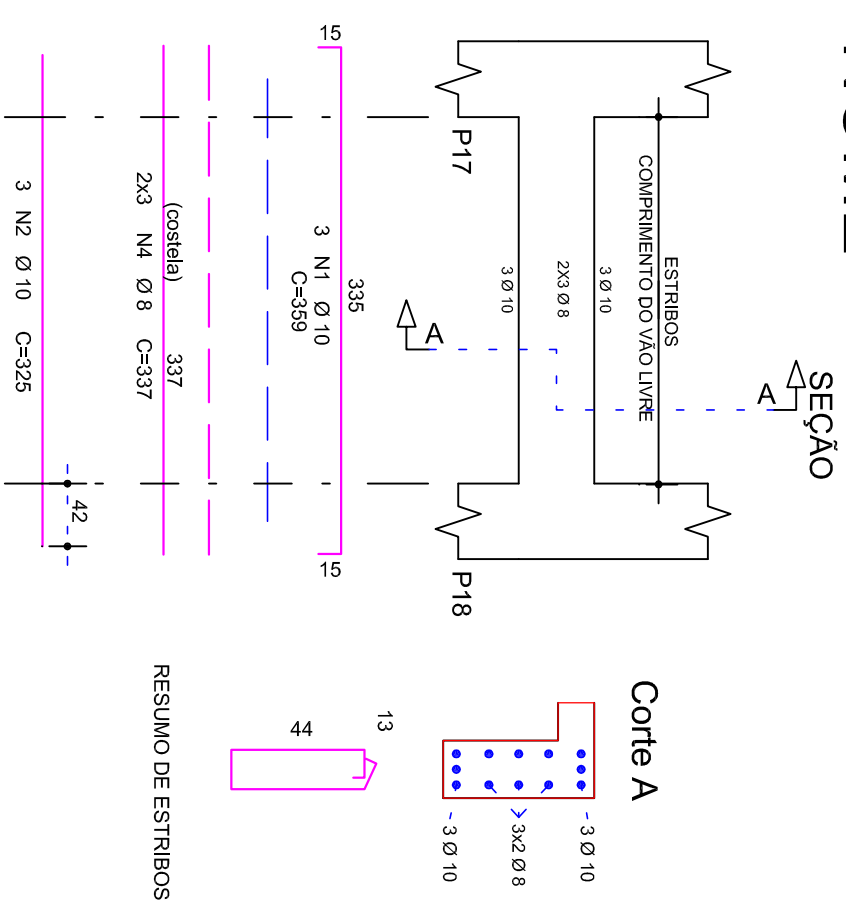 SEÇÃO
A
ESTRIBOS
COMPRIMENTO DO VÃO LIVRE
3 Ø 10
2X3 Ø 8
3 Ø 10
A
P17
P18
15
335
15
3 N1 Ø 10
C=359
(costela)
337
2x3 N4 Ø 8 C=337
42
3 N2 Ø 10 C=325
Corte A
3 Ø 10
3x2 Ø 8
3 Ø 10
13
44
RESUMO DE ESTRIBOS